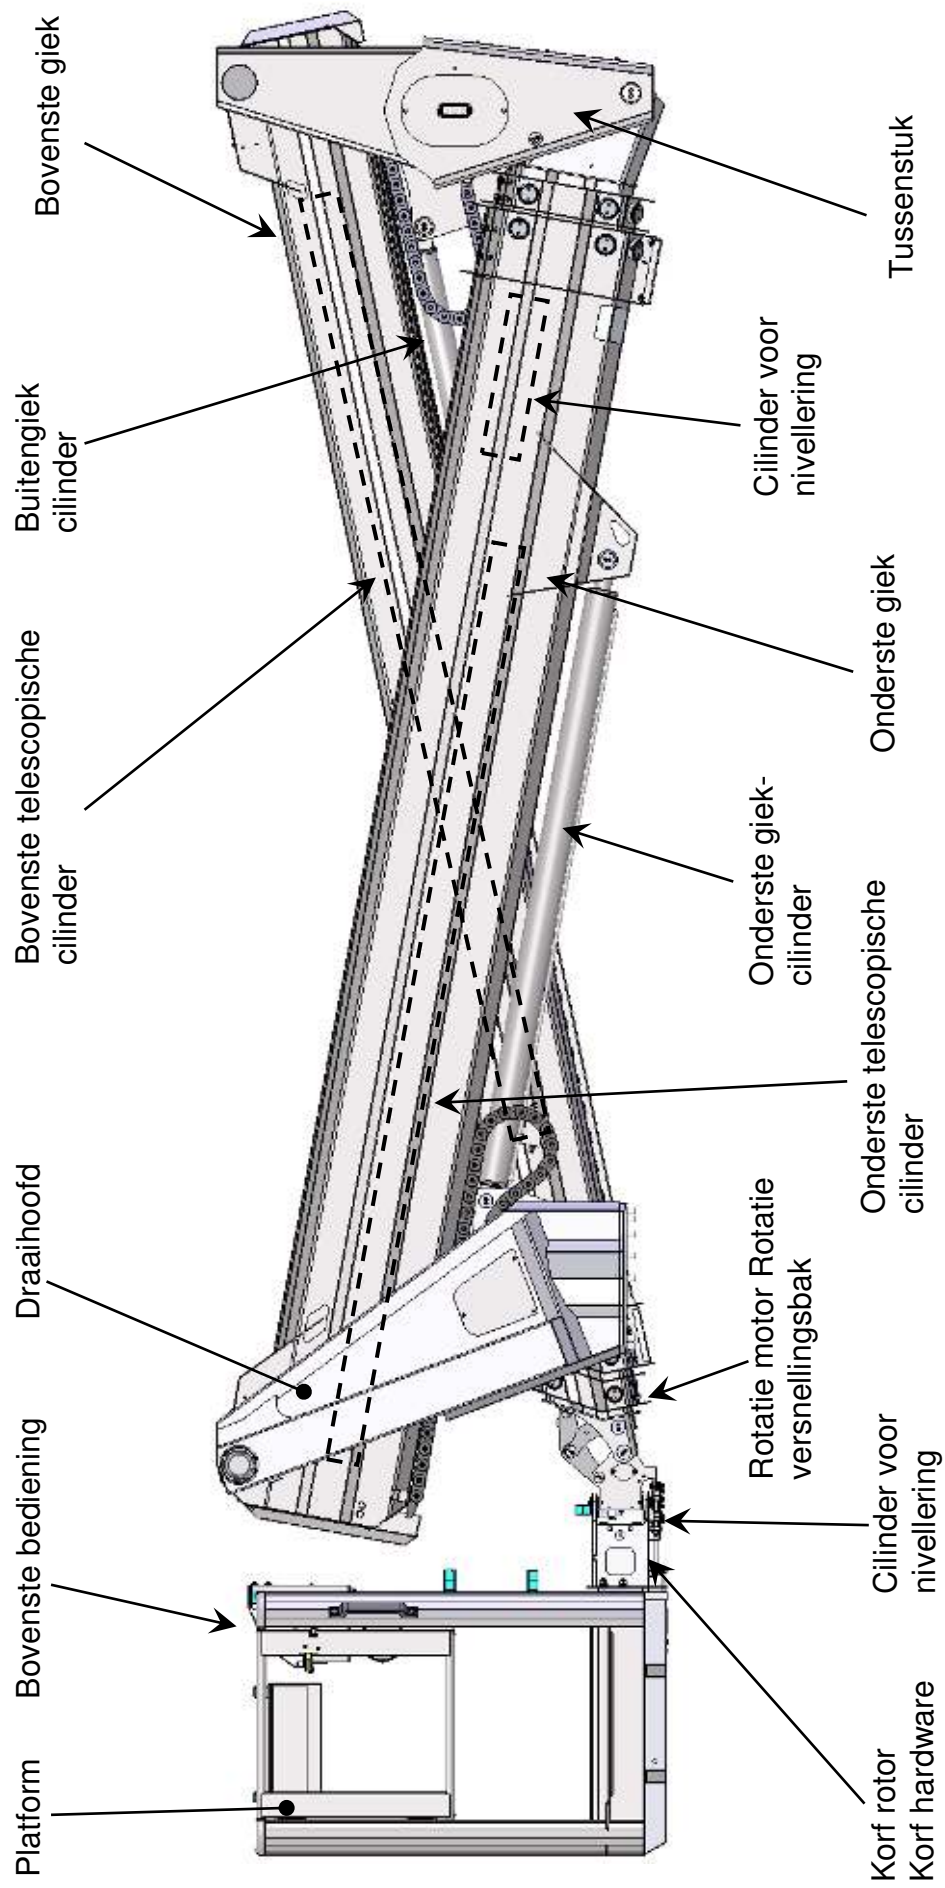 Platform
Bovenste bediening
Draaihoofd
Bovenste telescopische
cilinder
Buitengiek
cilinder
Bovenste giek
Korf rotor
Korf hardware
Cilinder voor
nivellering
Rotatie motor Rotatie
versnellingsbak
Onderste telescopische
cilinder
Onderste giek-
cilinder
Onderste giek
Cilinder voor
nivellering
Tussenstuk